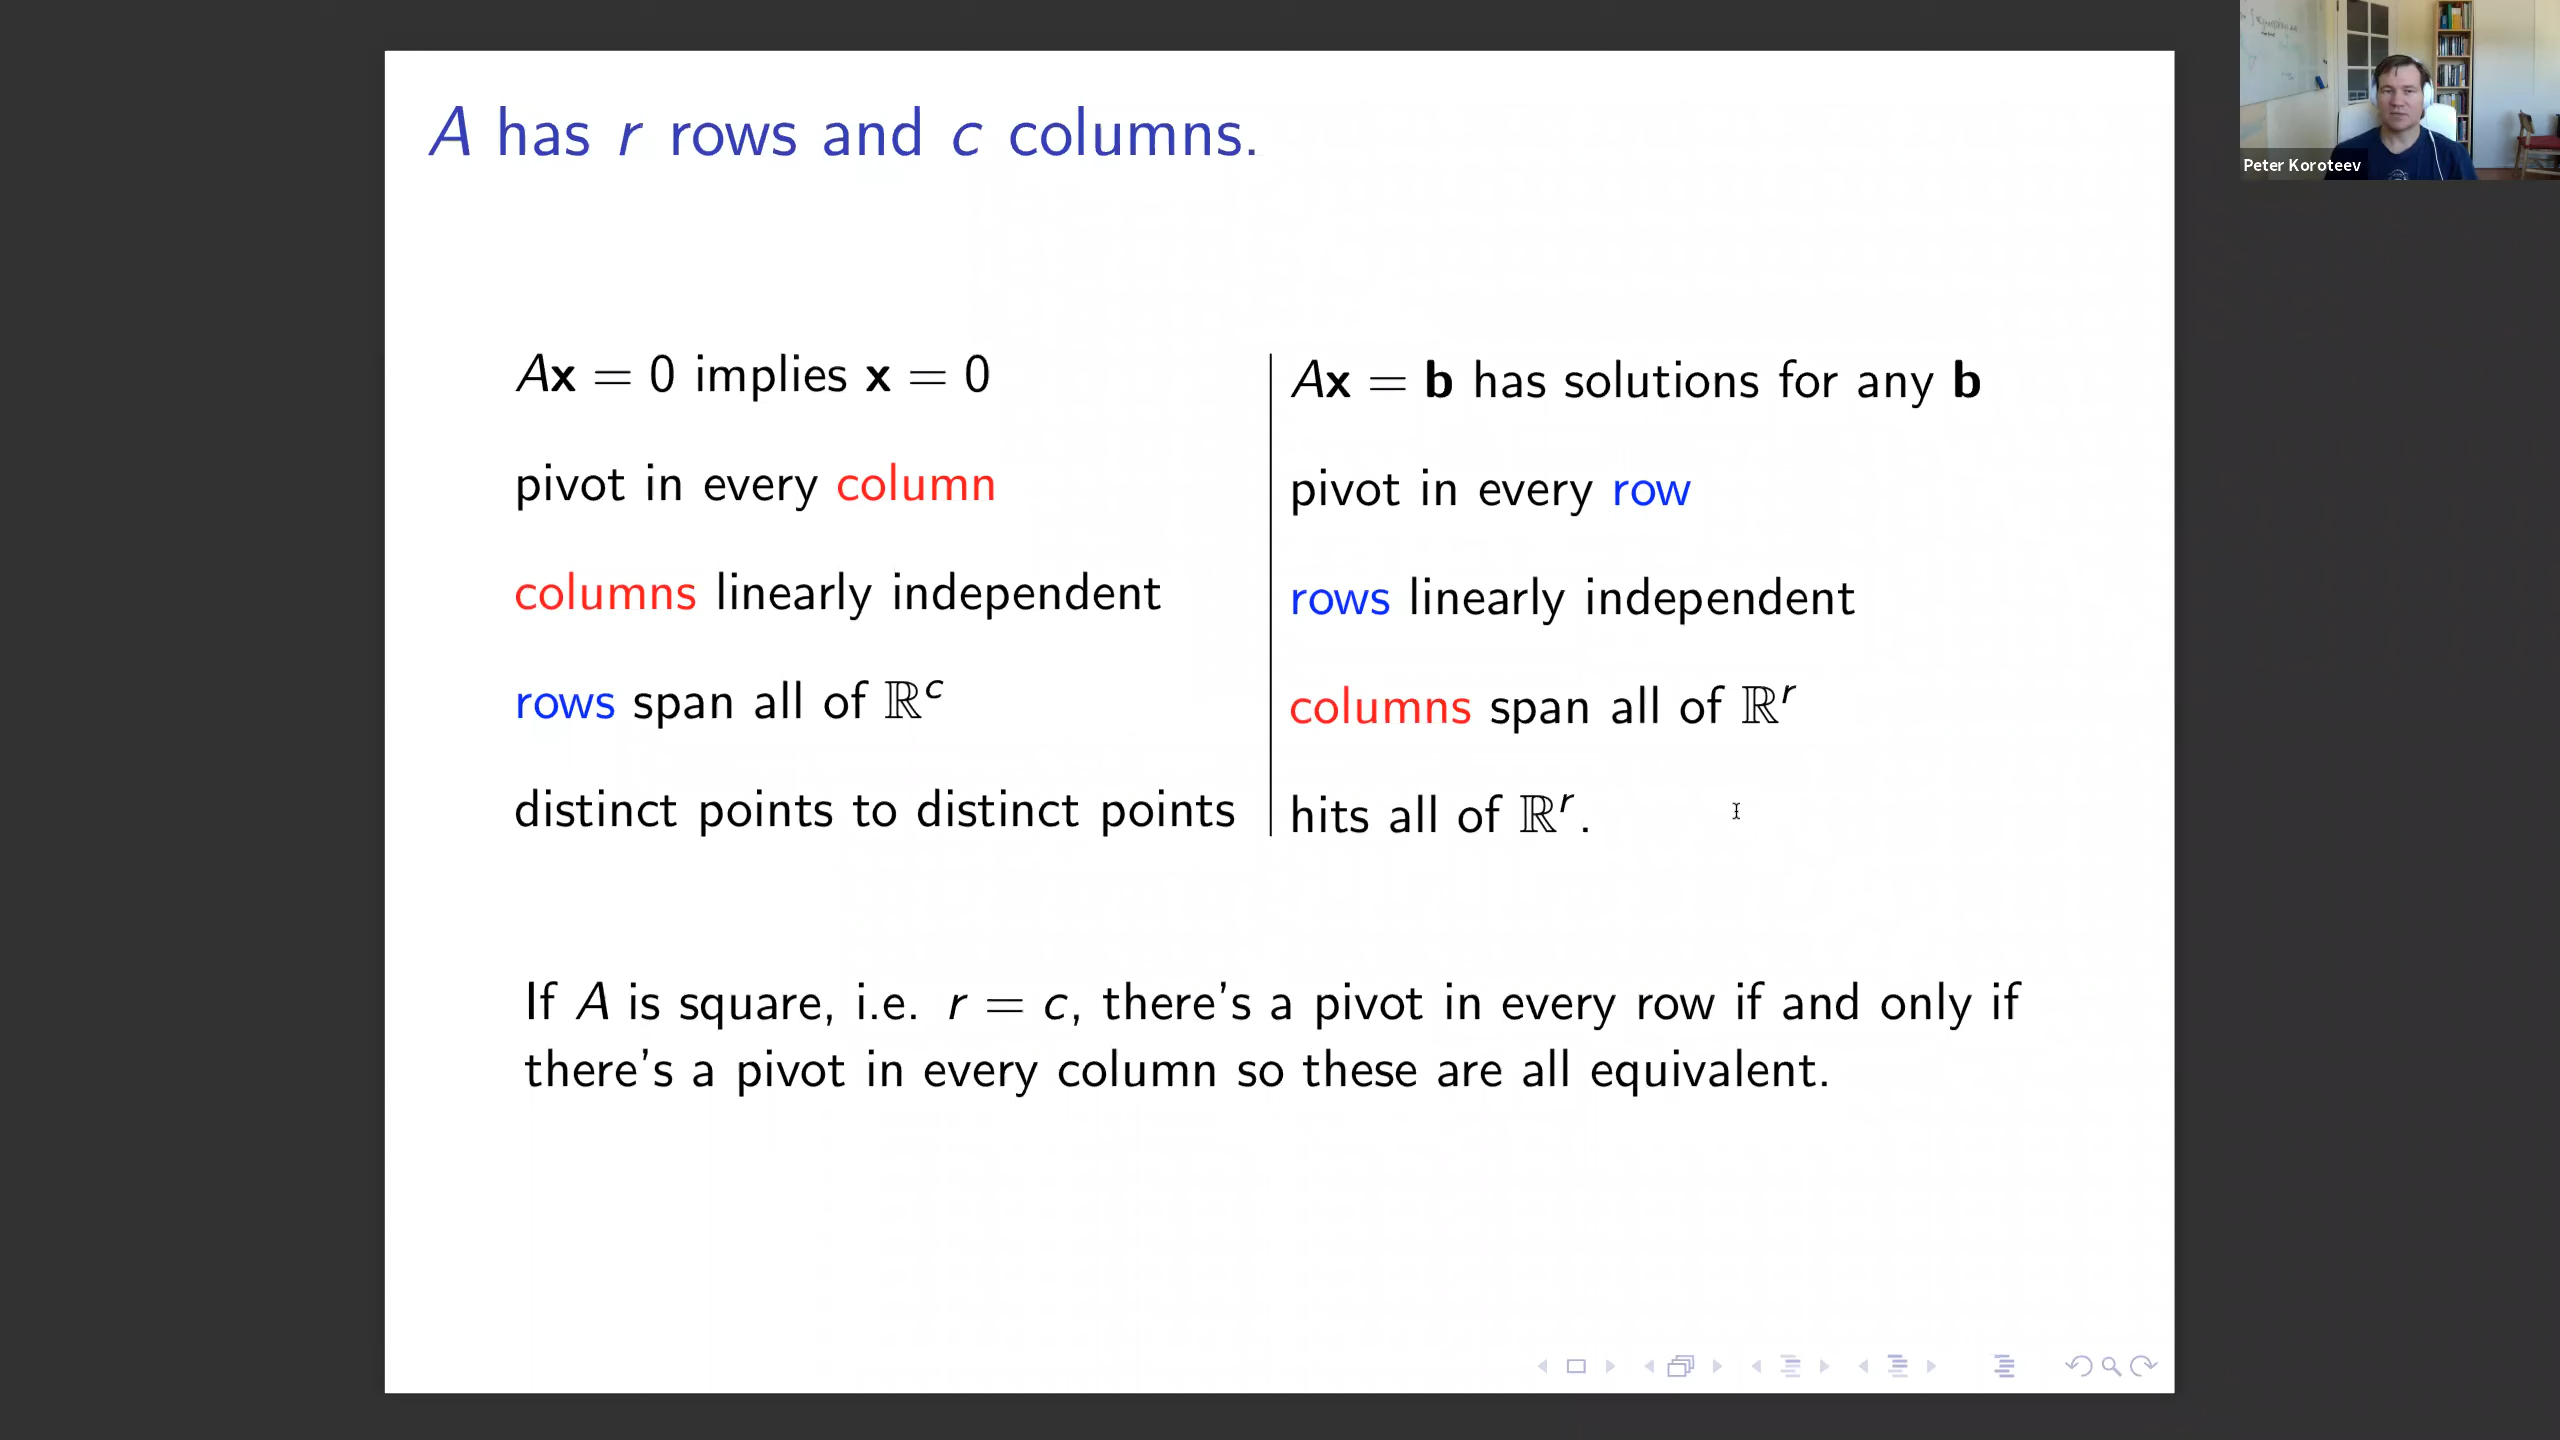 A has r rows and c columns.
Ax = 0 implies x = 0
pivot in every column
columns linearly independent
rows span all of ℝᶜ
distinct points to distinct points
Ax = b has solutions for any b
pivot in every row
rows linearly independent
columns span all of ℝʳ
hits all of ℝʳ.
If A is square, i.e. r = c, there's a pivot in every row if and only if
there's a pivot in every column so these are all equivalent.
Peter Koroteev